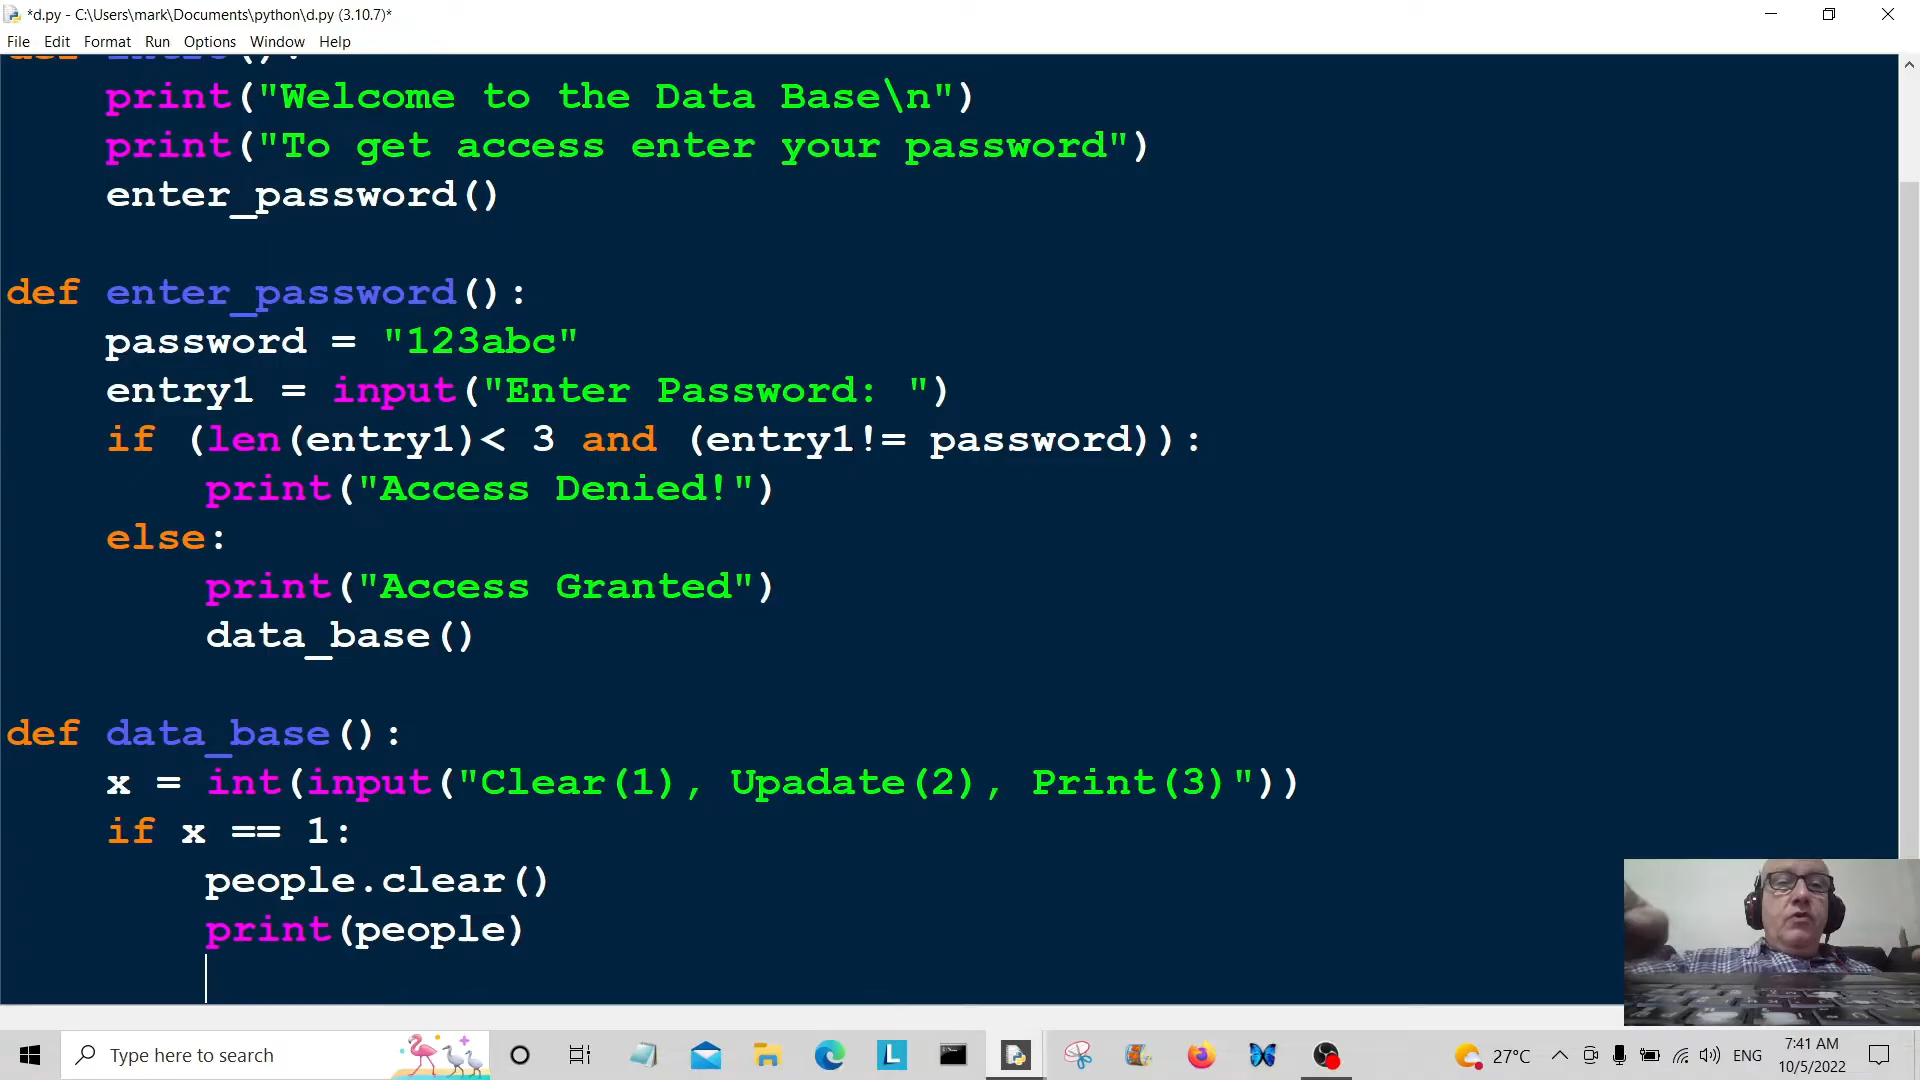 *d.py - C:\Users\mark\Documents\python\d.py (3.10.7)*
File Edit Format Run Options Window Help
def intro():
    print("Welcome to the Data Base\n")
    print("To get access enter your password")
    enter_password()
def enter_password():
    password = "123abc"
    entry1 = input("Enter Password: ")
    if (len(entry1)< 3 and (entry1!= password)):
        print("Access Denied!")
    else:
        print("Access Granted")
        data_base()
def data_base():
    x = int(input("Clear(1), Upadate(2), Print(3)"))
    if x == 1:
        people.clear()
        print(people)
Type here to search
L
27°C
ENG
7:41 AM
10/5/2022